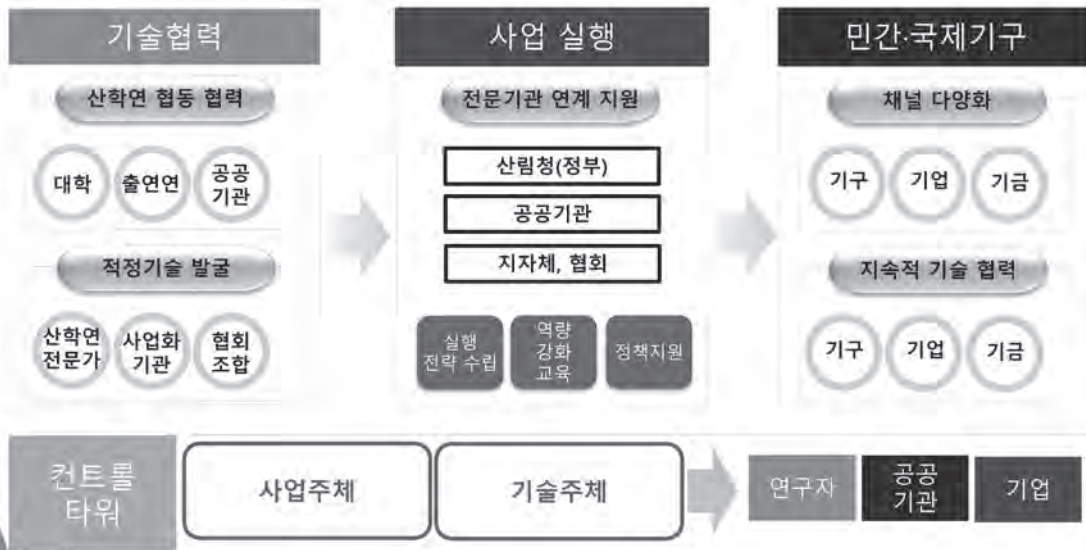 기술협력
산학연 협동 협력
대학
출연연
공공
기관
적정기술 발굴
산학연
전문가
사업화
기관
협회
조합
사업 실행
전문기관 연계 지원
산림청(정부)
공공기관
지자체, 협회
실행
전략 수립
역량
강화
교육
정책지원
민간·국제기구
채널 다양화
기구
기업
기금
지속적 기술 협력
기구
기업
기금
컨트롤
타워
사업주체
기술주체
연구자
공공
기관
기업